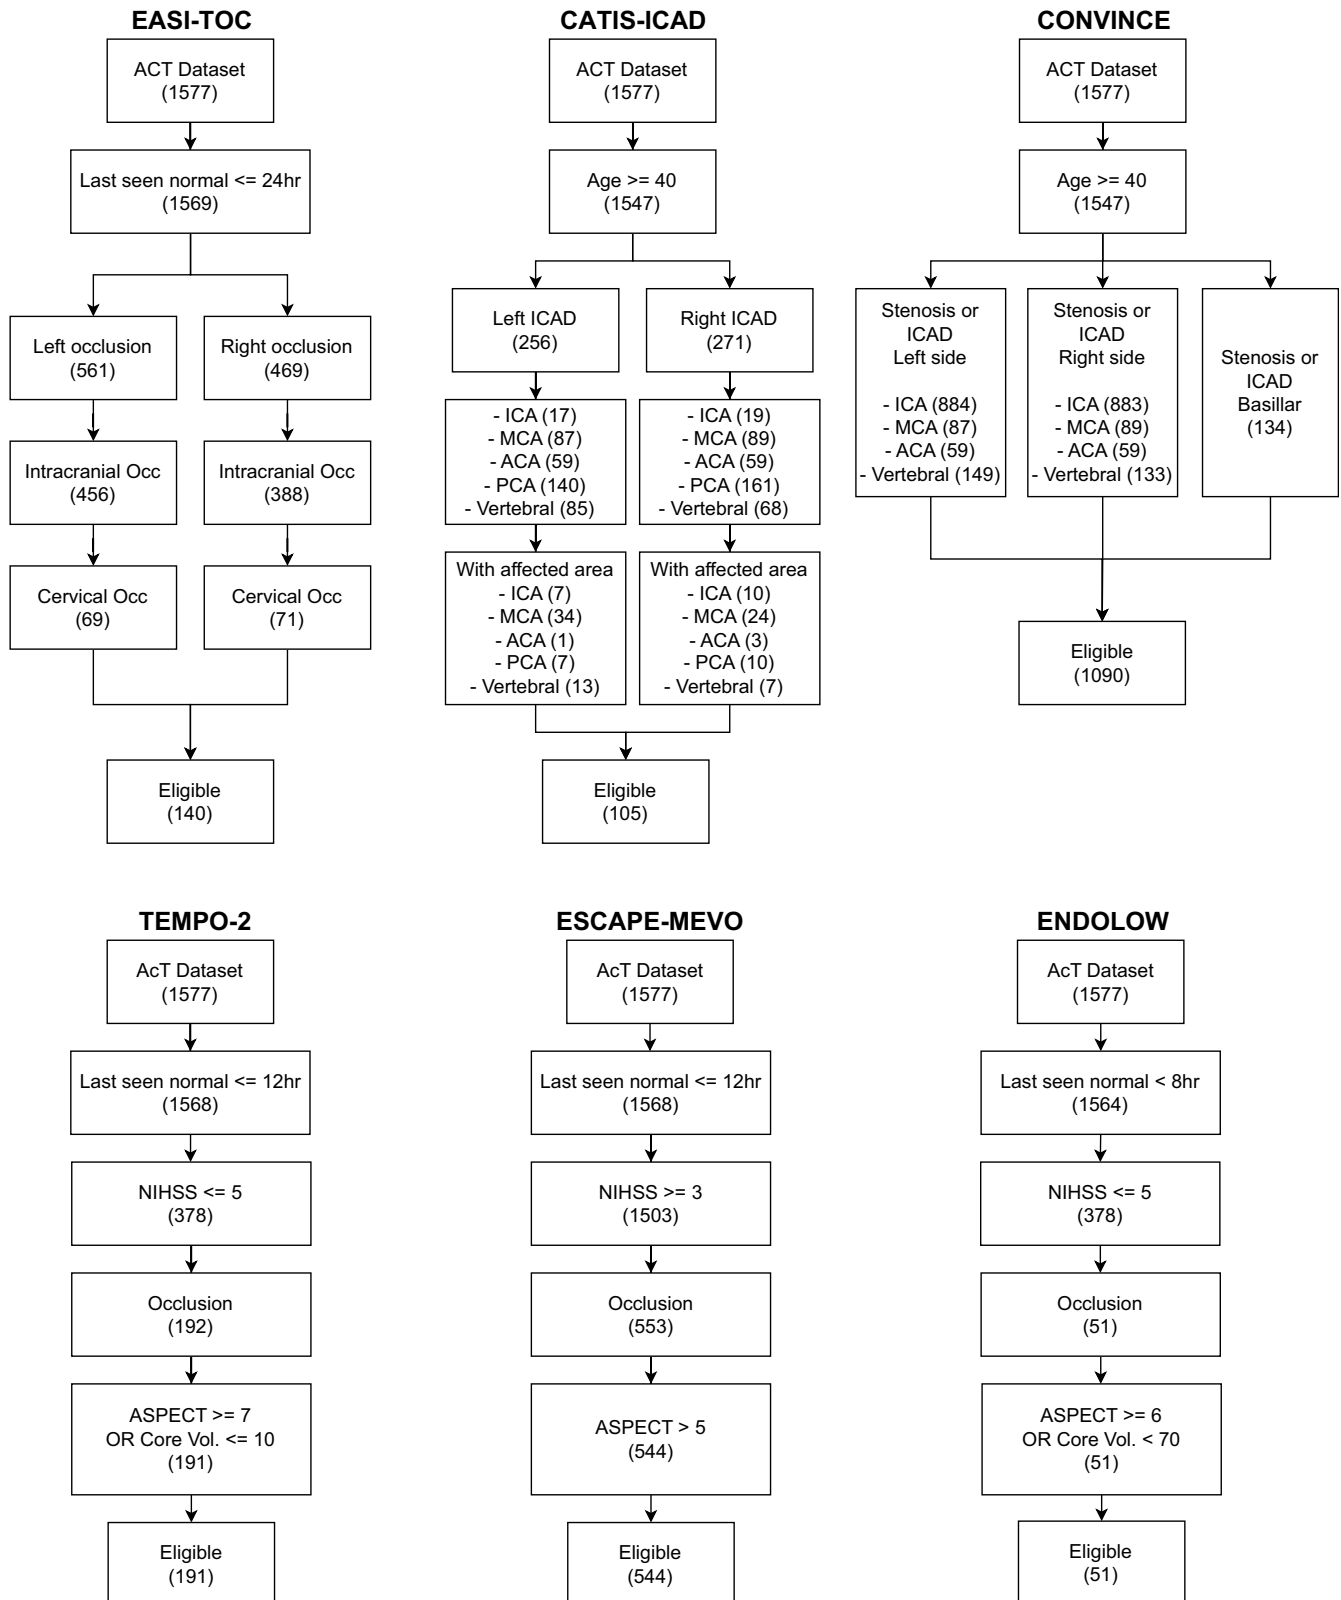 EASI-TOC
ACT Dataset
(1577)
Last seen normal <= 24hr
(1569)
Left occlusion
(561)
Right occlusion
(469)
Intracranial Occ
(456)
Intracranial Occ
(388)
Cervical Occ
(69)
Cervical Occ
(71)
Eligible
(140)
CATIS-ICAD
ACT Dataset
(1577)
Age >= 40
(1547)
Left ICAD
(256)
Right ICAD
(271)
- ICA (17)
- MCA (87)
- ACA (59)
- PCA (140)
- Vertebral (85)
- ICA (19)
- MCA (89)
- ACA (59)
- PCA (161)
- Vertebral (68)
With affected area
- ICA (7)
- MCA (34)
- ACA (1)
- PCA (7)
- Vertebral (13)
With affected area
- ICA (10)
- MCA (24)
- ACA (3)
- PCA (10)
- Vertebral (7)
Eligible
(105)
CONVINCE
ACT Dataset
(1577)
Age >= 40
(1547)
Stenosis or
ICAD
Left side
- ICA (884)
- MCA (87)
- ACA (59)
- Vertebral (149)
Stenosis or
ICAD
Right side
- ICA (883)
- MCA (89)
- ACA (59)
- Vertebral (133)
Stenosis or
ICAD
Basillar
(134)
Eligible
(1090)
TEMPO-2
AcT Dataset
(1577)
Last seen normal <= 12hr
(1568)
NIHSS <= 5
(378)
Occlusion
(192)
ASPECT >= 7
OR Core Vol. <= 10
(191)
Eligible
(191)
ESCAPE-MEVO
AcT Dataset
(1577)
Last seen normal <= 12hr
(1568)
NIHSS >= 3
(1503)
Occlusion
(553)
ASPECT > 5
(544)
Eligible
(544)
ENDOLOW
AcT Dataset
(1577)
Last seen normal < 8hr
(1564)
NIHSS <= 5
(378)
Occlusion
(51)
ASPECT >= 6
OR Core Vol. < 70
(51)
Eligible
(51)